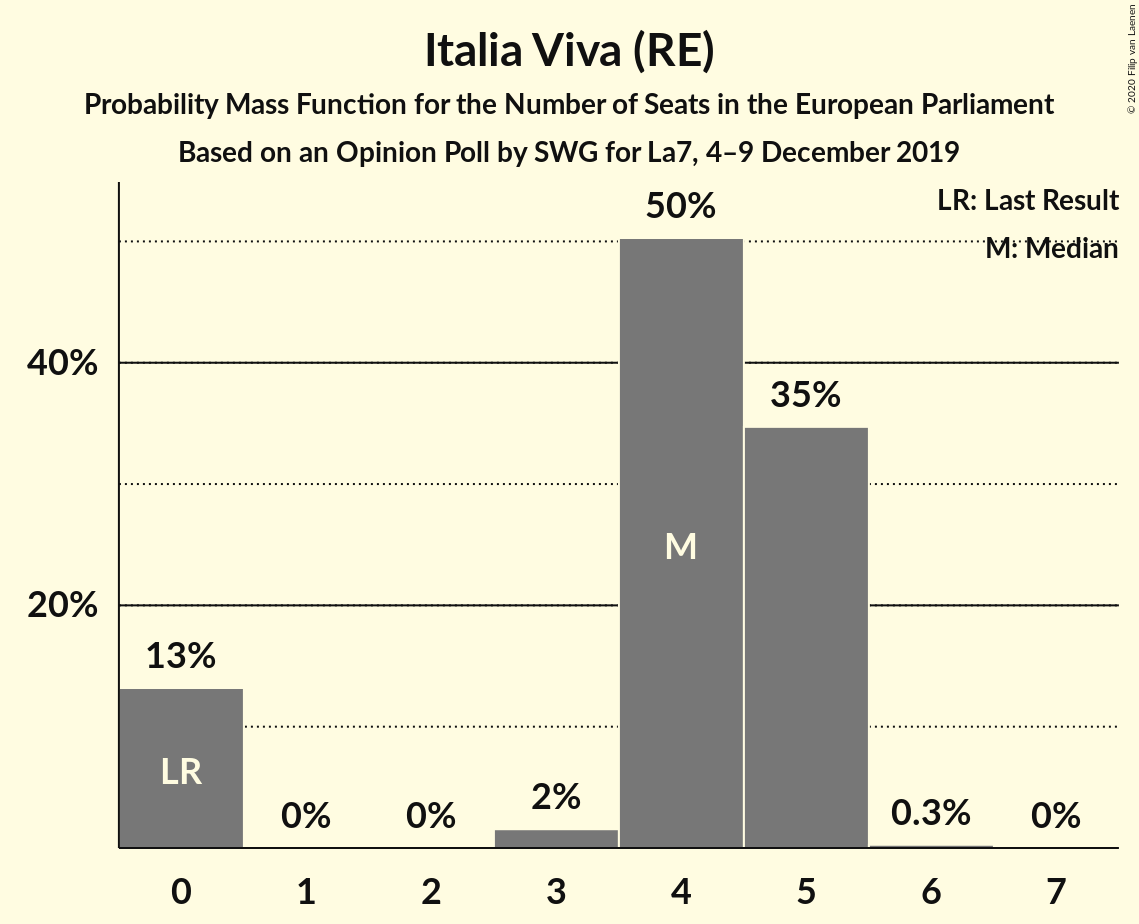 Italia Viva (RE)
Probability Mass Function for the Number of Seats in the European Parliament
Based on an Opinion Poll by SWG for La7, 4–9 December 2019
© 2020 Filip van Laenen
LR: Last Result
M: Median
50%
40%
35%
M
20%
13%
LR
0%
0%
2%
0.3%
0%
0 1 2 3 4 5 6 7